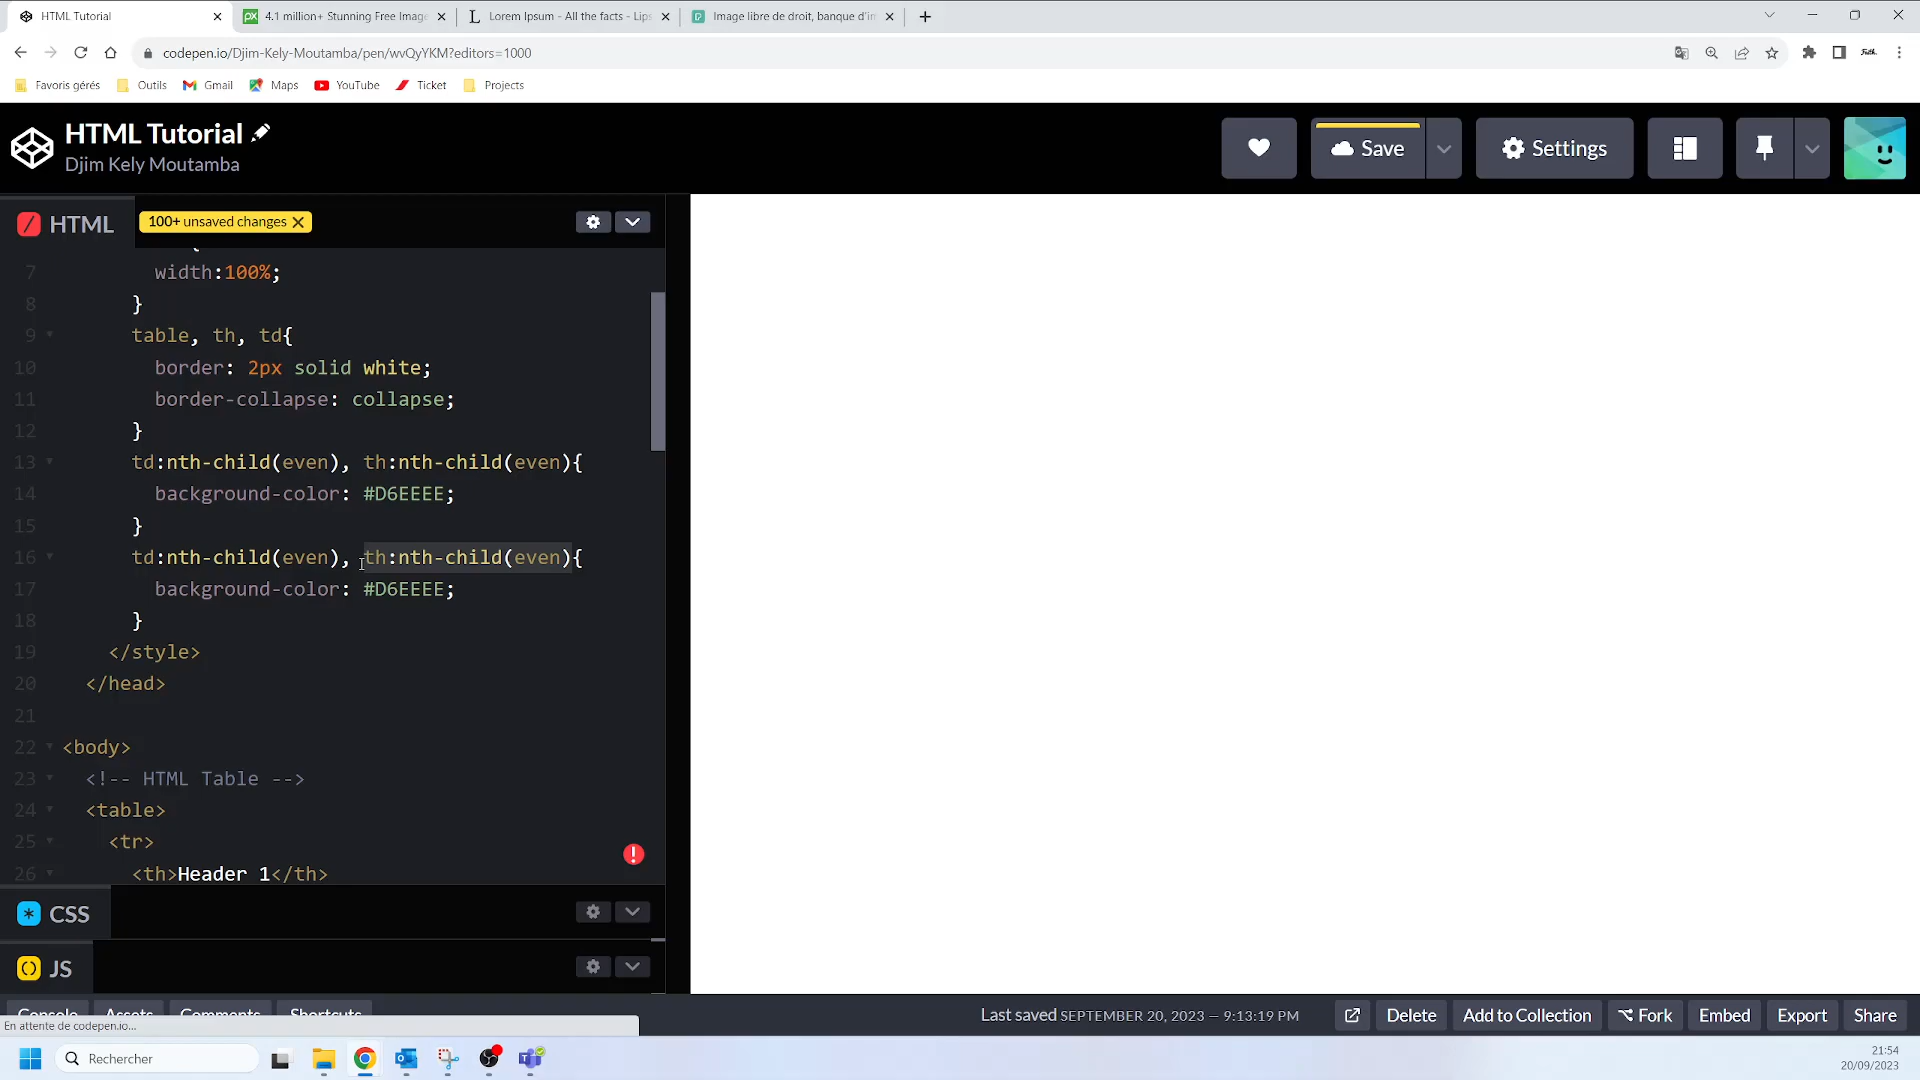 HTML Tutorial
4.1 million+ Stunning Free Image
Lorem Ipsum - All the facts - Lips
Image libre de droit, banque d'im
codepen.io/Djim-Kely-Moutamba/pen/wvQyYKM?editors=1000
Favoris gérés
Outils
Gmail
Maps
YouTube
Ticket
Projects
HTML Tutorial
Djim Kely Moutamba
Save
Settings
HTML
100+ unsaved changes
7 width:100%;
8 }
9 table, th, td{
10 border: 2px solid white;
11 border-collapse: collapse;
12 }
13 td:nth-child(even), th:nth-child(even){
14 background-color: #D6EEEE;
15 }
16 td:nth-child(even), th:nth-child(even){
17 background-color: #D6EEEE;
18 }
19 </style>
20 </head>
21
22 <body>
23 <!-- HTML Table -->
24 <table>
25 <tr>
26 <th>Header 1</th>
CSS
JS
Console
Assets
Comments
Shortcuts
Last saved SEPTEMBER 20, 2023 — 9:13:19 PM
Delete
Add to Collection
Fork
Embed
Export
Share
En attente de codepen.io...
Rechercher
21:54
20/09/2023